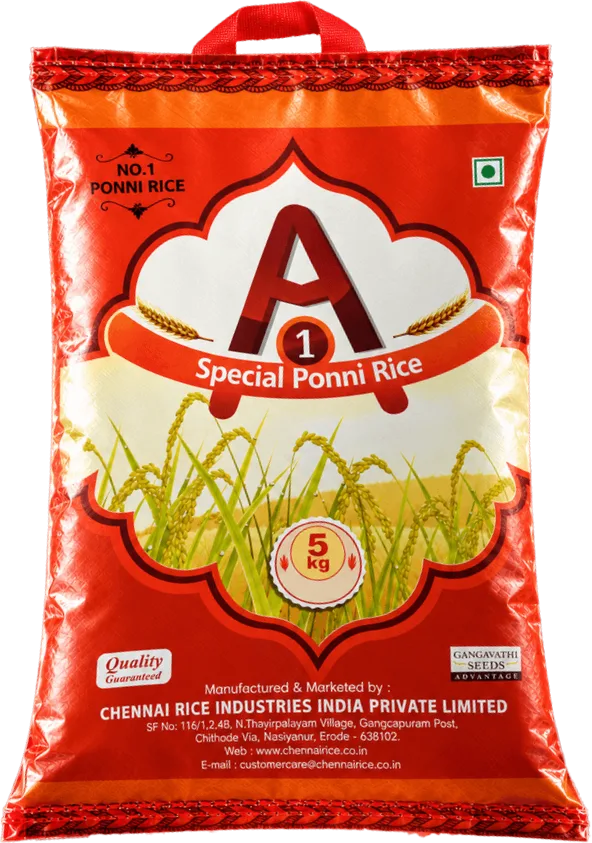 NO.1
PONNI RICE
A
1
Special Ponni Rice
5
kg
Quality
Guaranteed
GANGAVATHI
SEEDS
ADVANTAGE
Manufactured & Marketed by :
CHENNAI RICE INDUSTRIES INDIA PRIVATE LIMITED
SF No: 116/1,2,4B, N.Thayirpalayam Village, Gangcapuram Post,
Chithode Via, Nasiyanur, Erode - 638102.
Web : www.chennairice.co.in
E-mail : customercare@chennairice.co.in